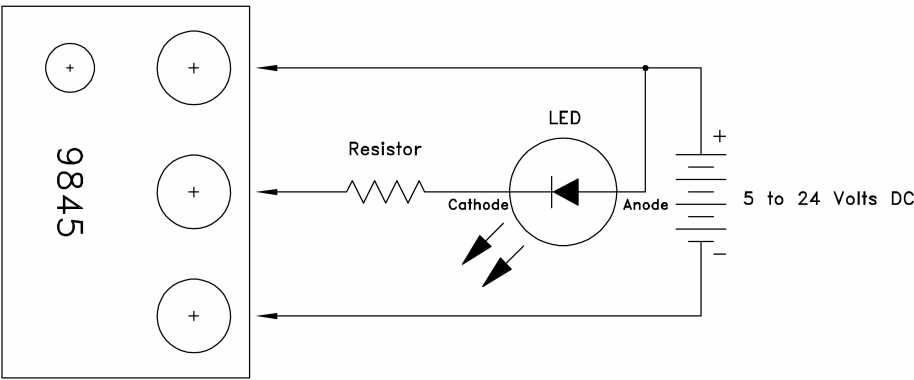 9845
LED
Resistor
Cathode
Anode
+
5 to 24 Volts DC
−